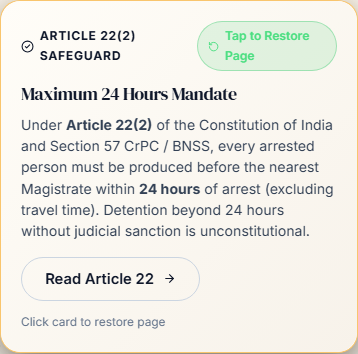 ARTICLE 22(2)
SAFEGUARD
Tap to Restore
Page
Maximum 24 Hours Mandate
Under Article 22(2) of the Constitution of India
and Section 57 CrPC / BNSS, every arrested
person must be produced before the nearest
Magistrate within 24 hours of arrest (excluding
travel time). Detention beyond 24 hours
without judicial sanction is unconstitutional.
Read Article 22 →
Click card to restore page